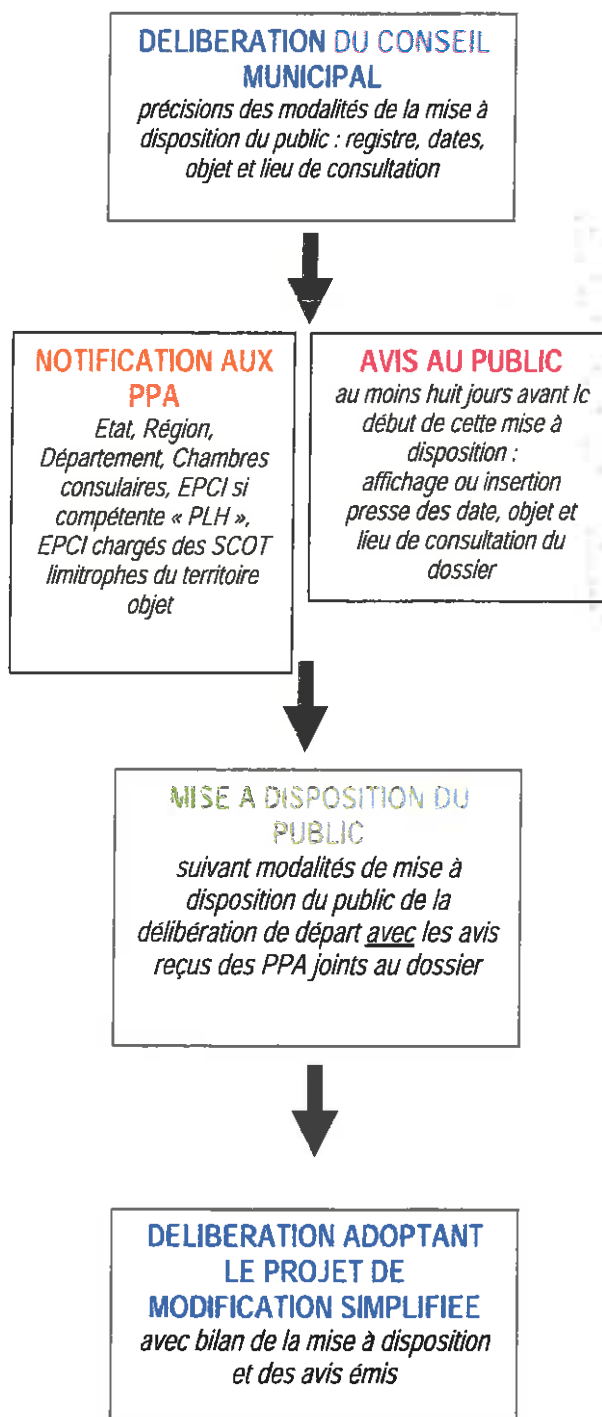 DELIBERATION DU CONSEIL
MUNICIPAL
précisions des modalités de la mise à
disposition du public : registre, dates,
objet et lieu de consultation
NOTIFICATION AUX
PPA
Etat, Région,
Département, Chambres
consulaires, EPCI si
compétente « PLH »,
EPCI chargés des SCOT
limitrophes du territoire
objet
AVIS AU PUBLIC
au moins huit jours avant le
début de cette mise à
disposition :
affichage ou insertion
presse des date, objet et
lieu de consultation du
dossier
MISE A DISPOSITION DU
PUBLIC
suivant modalités de mise à
disposition du public de la
délibération de départ avec les avis
reçus des PPA joints au dossier
DELIBERATION ADOPTANT
LE PROJET DE
MODIFICATION SIMPLIFIEE
avec bilan de la mise à disposition
et des avis émis